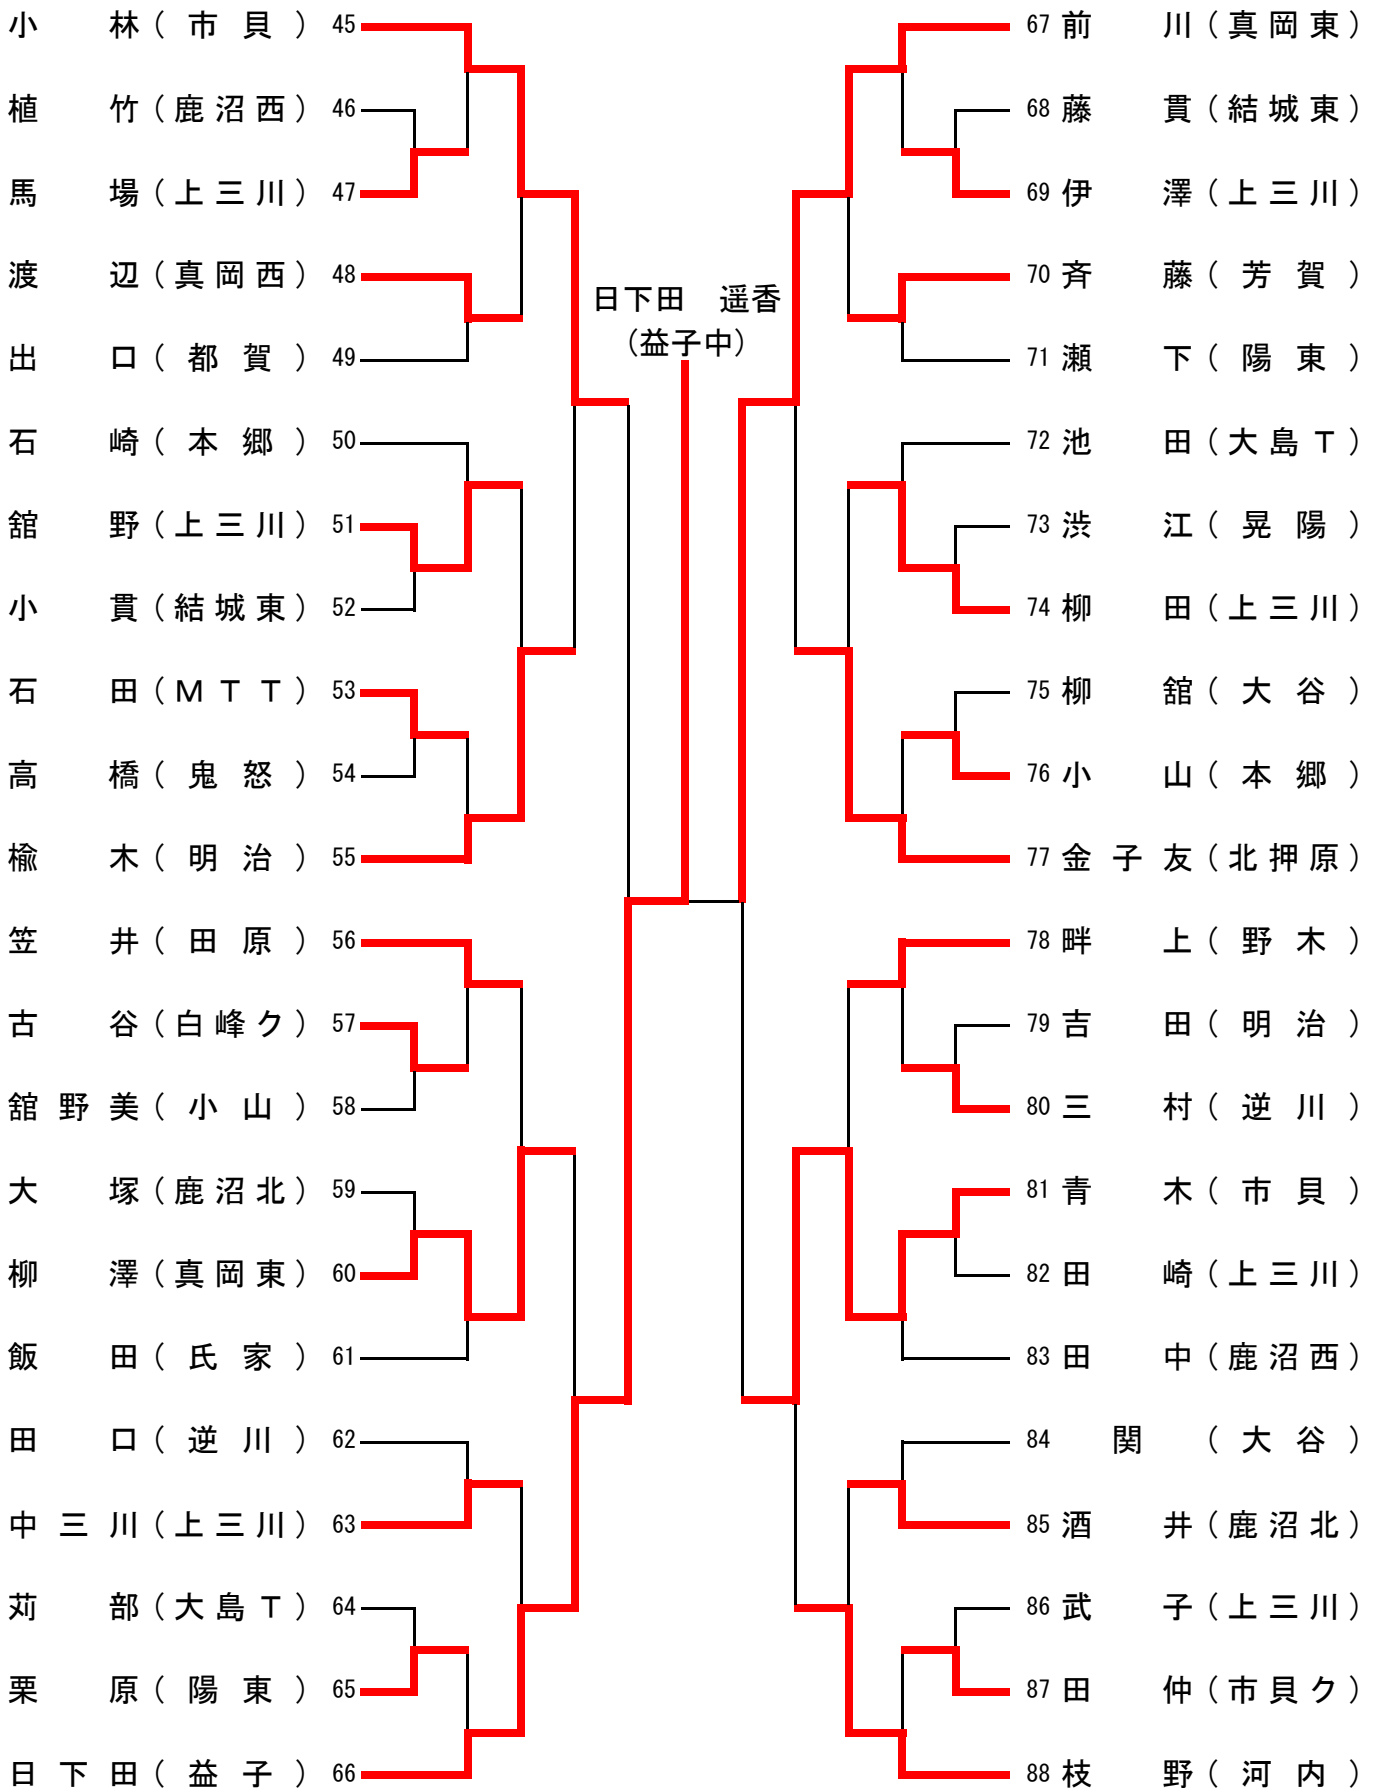 小林（市貝）45
植竹（鹿沼西）46
馬場（上三川）47
渡辺（真岡西）48
出口（都賀）49
石崎（本郷）50
舘野（上三川）51
小貫（結城東）52
石田（ＭＴＴ）53
高橋（鬼怒）54
楡木（明治）55
笠井（田原）56
古谷（白峰ク）57
舘野美（小山）58
大塚（鹿沼北）59
柳澤（真岡東）60
飯田（氏家）61
田口（逆川）62
中三川（上三川）63
苅部（大島Ｔ）64
栗原（陽東）65
日下田（益子）66
日下田　遥香
（益子中）
67 前川（真岡東）
68 藤貫（結城東）
69 伊澤（上三川）
70 斉藤（芳賀）
71 瀬下（陽東）
72 池田（大島Ｔ）
73 渋江（晃陽）
74 柳田（上三川）
75 柳舘（大谷）
76 小山（本郷）
77 金子友（北押原）
78 畔上（野木）
79 吉田（明治）
80 三村（逆川）
81 青木（市貝）
82 田崎（上三川）
83 田中（鹿沼西）
84 関（大谷）
85 酒井（鹿沼北）
86 武子（上三川）
87 田仲（市貝ク）
88 枝野（河内）